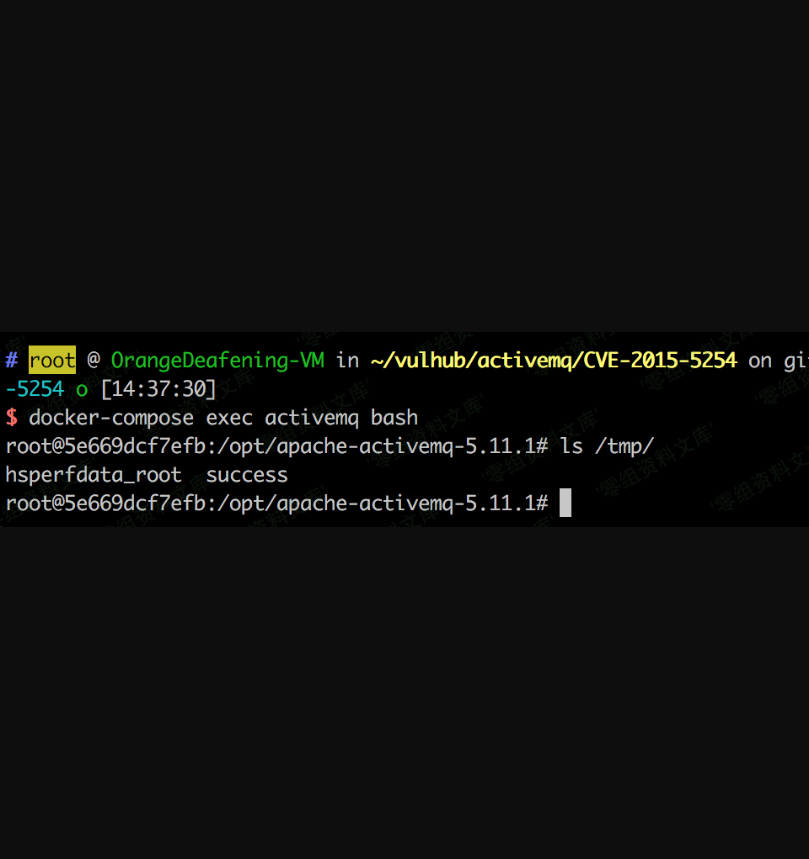 # root @ OrangeDeafening-VM in ~/vulhub/activemq/CVE-2015-5254 on git
-5254 o [14:37:30]
$ docker-compose exec activemq bash
root@5e669dcf7efb:/opt/apache-activemq-5.11.1# ls /tmp/
hsperfdata_root  success
root@5e669dcf7efb:/opt/apache-activemq-5.11.1#
'零组资料文库'